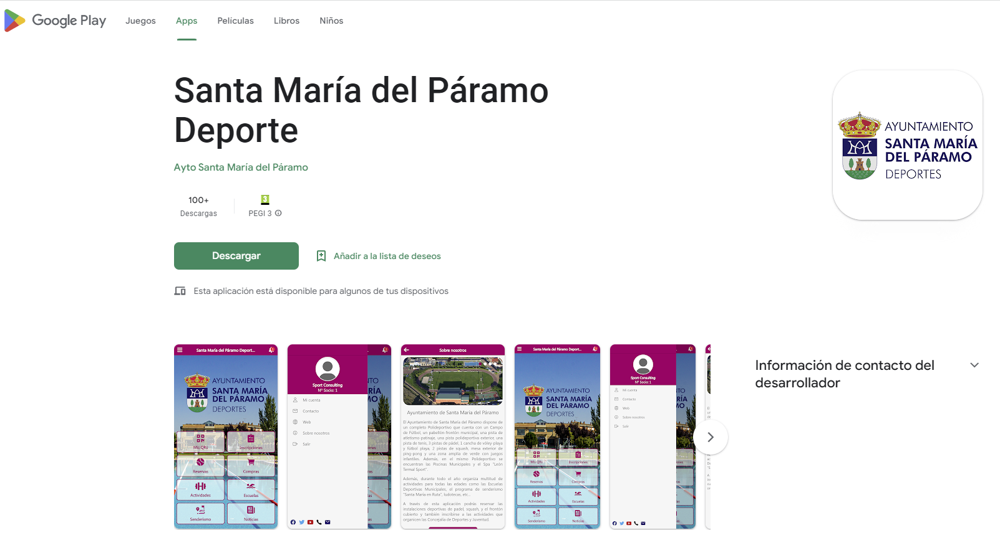 Google Play
Juegos
Apps
Películas
Libros
Niños
Santa María del Páramo
Deporte
Ayto Santa María del Páramo
100+
Descargas
3
PEGI 3
Descargar
Añadir a la lista de deseos
Esta aplicación está disponible para algunos de tus dispositivos
AYUNTAMIENTO
SANTA MARÍA
DEL PÁRAMO
DEPORTES
Santa María del Páramo Deport...
AYUNTAMIENTO
SANTA MARÍA
DEL PÁRAMO
DEPORTES
Mis QRs
Inscripciones
Reservas
Compras
Actividades
Escuelas
Senderismo
Noticias
Sport Consulting
Nº Socio: 1
Mi cuenta
Contacto
Web
Sobre nosotros
Salir
Sobre nosotros
Ayuntamiento de Santa María del Páramo
El Ayuntamiento de Santa María del Páramo dispone de
un completo Polideportivo que cuenta con un Campo
de Fútbol, un pabellón frontón municipal, una pista de
atletismo-patinaje, una pista polideportiva exterior, una
pista de tenis, 3 pistas de pádel, 1 cancha de vóley playa
y fútbol playa, 2 pistas de squash, mesa exterior de
ping-pong y una zona amplia de verde con juegos
infantiles. Además, en el mismo Polideportivo se
encuentran las Piscinas Municipales y el Spa "León
Termal Sport".
Además, durante todo el año organiza multitud de
actividades para todas las edades como las Escuelas
Deportivas Municipales, el programa de senderismo
"Santa María en Ruta", ludotecas, etc...
A través de esta aplicación podrás reservar las
instalaciones deportivas de pádel, squash, y el frontón
cubierto y también inscribirse a las actividades que
organicen las Concejalía de Deportes y Juventud.
Santa María del Páramo Deport...
AYUNTAMIENTO
SANTA MARÍA
DEL PÁRAMO
DEPORTES
Mis QRs
Inscripciones
Reservas
Compras
Actividades
Escuelas
Senderismo
Noticias
Sport Consulting
Nº Socio: 1
Mi cuenta
Contacto
Web
Sobre nosotros
Salir
Información de contacto del
desarrollador